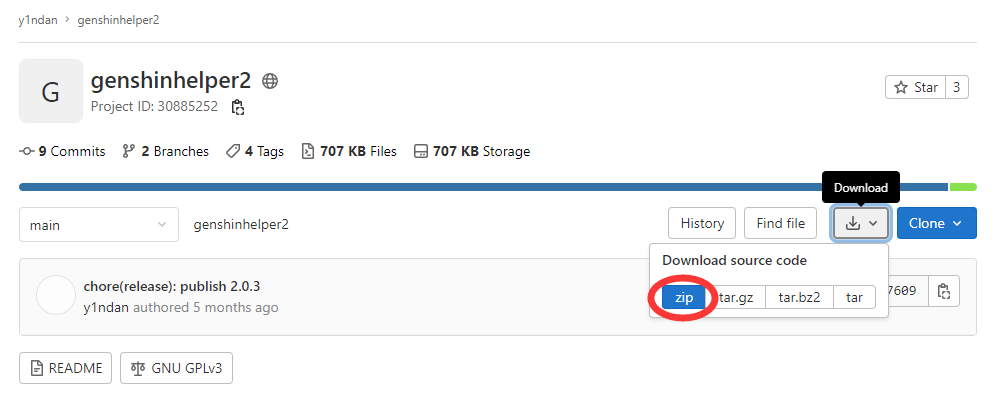 y1ndan > genshinhelper2
G
genshinhelper2
Project ID: 30885252
Star 3
9 Commits 2 Branches 4 Tags 707 KB Files 707 KB Storage
Download
main genshinhelper2 History Find file Clone
Download source code
zip tar.gz tar.bz2 tar
chore(release): publish 2.0.3
7609
y1ndan authored 5 months ago
README GNU GPLv3